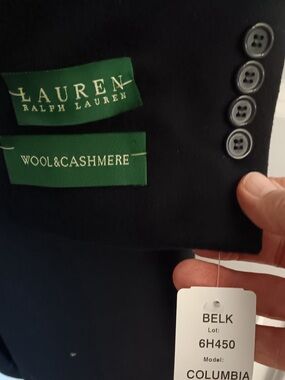 LAUREN
RALPH LAUREN
WOOL&CASHMERE
BELK
Lot:
6H450
Model:
COLUMBIA